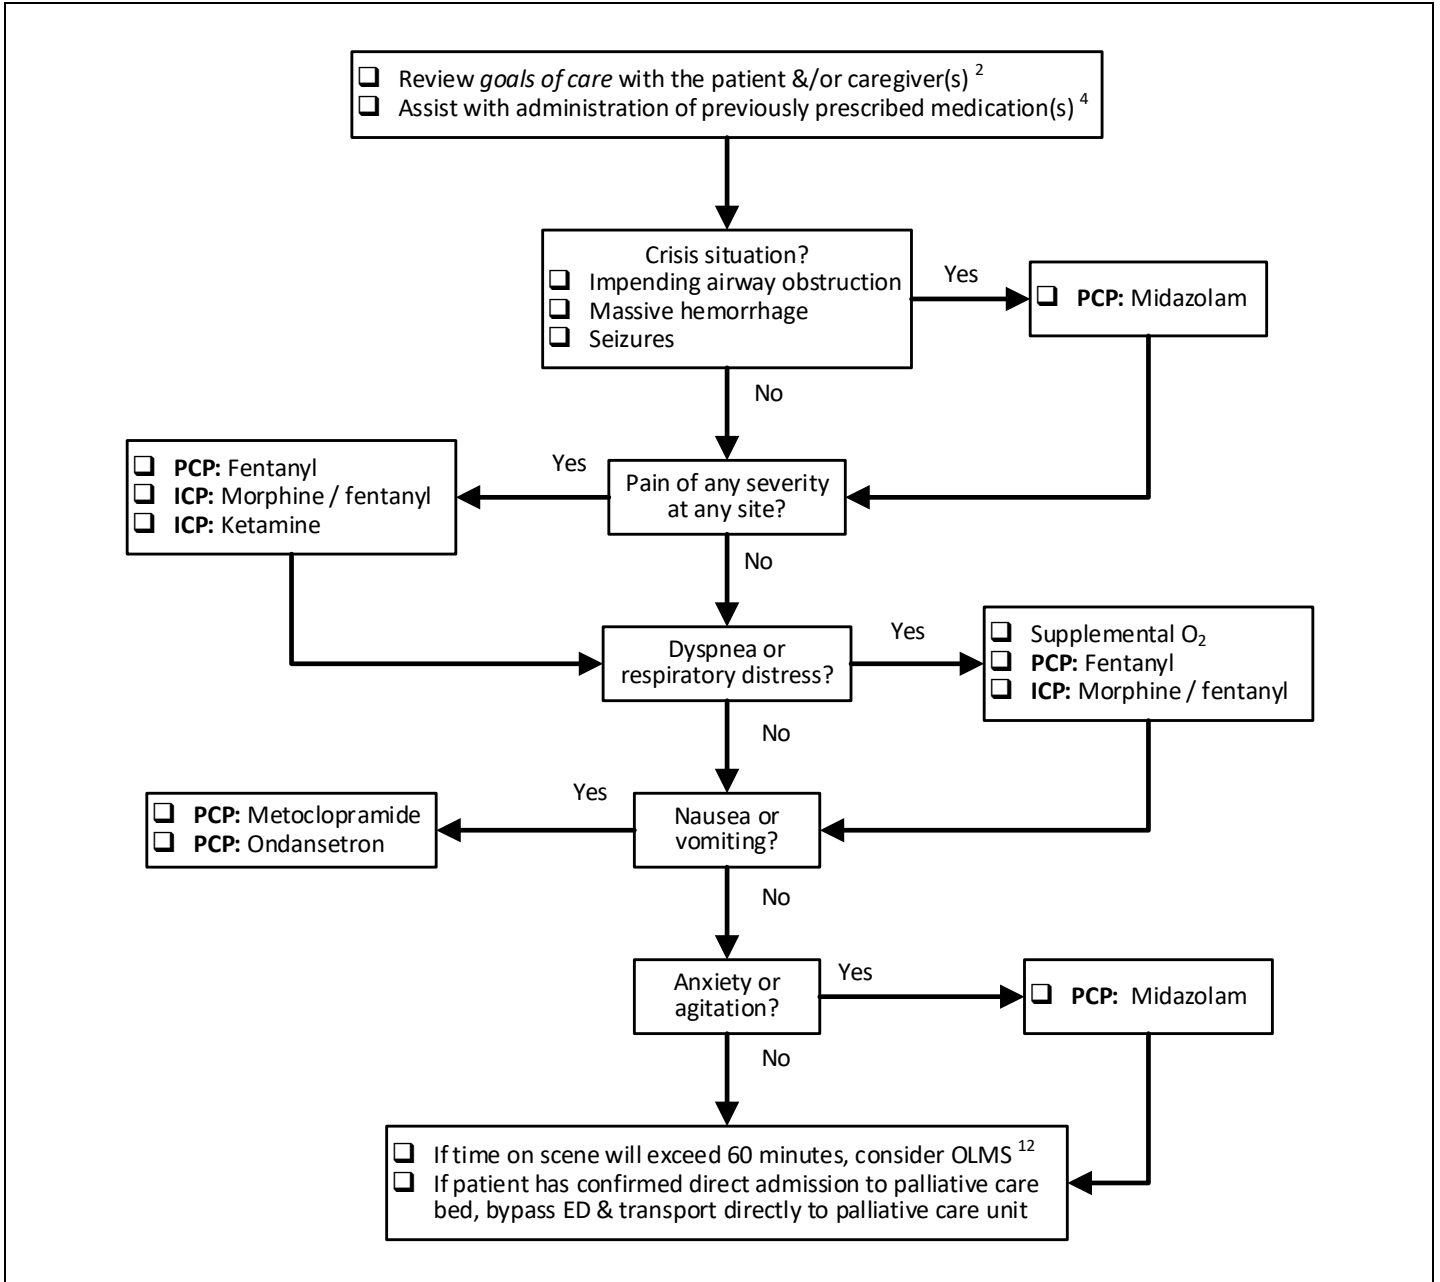 ❑ Review goals of care with the patient &/or caregiver(s) 2
❑ Assist with administration of previously prescribed medication(s) 4
Crisis situation?
❑ Impending airway obstruction
❑ Massive hemorrhage
❑ Seizures
Yes
❑ PCP: Midazolam
No
Pain of any severity
at any site?
Yes
❑ PCP: Fentanyl
❑ ICP: Morphine / fentanyl
❑ ICP: Ketamine
No
Dyspnea or
respiratory distress?
Yes
❑ Supplemental O2
❑ PCP: Fentanyl
❑ ICP: Morphine / fentanyl
No
Nausea or
vomiting?
Yes
❑ PCP: Metoclopramide
❑ PCP: Ondansetron
No
Anxiety or
agitation?
Yes
❑ PCP: Midazolam
No
❑ If time on scene will exceed 60 minutes, consider OLMS 12
❑ If patient has confirmed direct admission to palliative care
bed, bypass ED & transport directly to palliative care unit